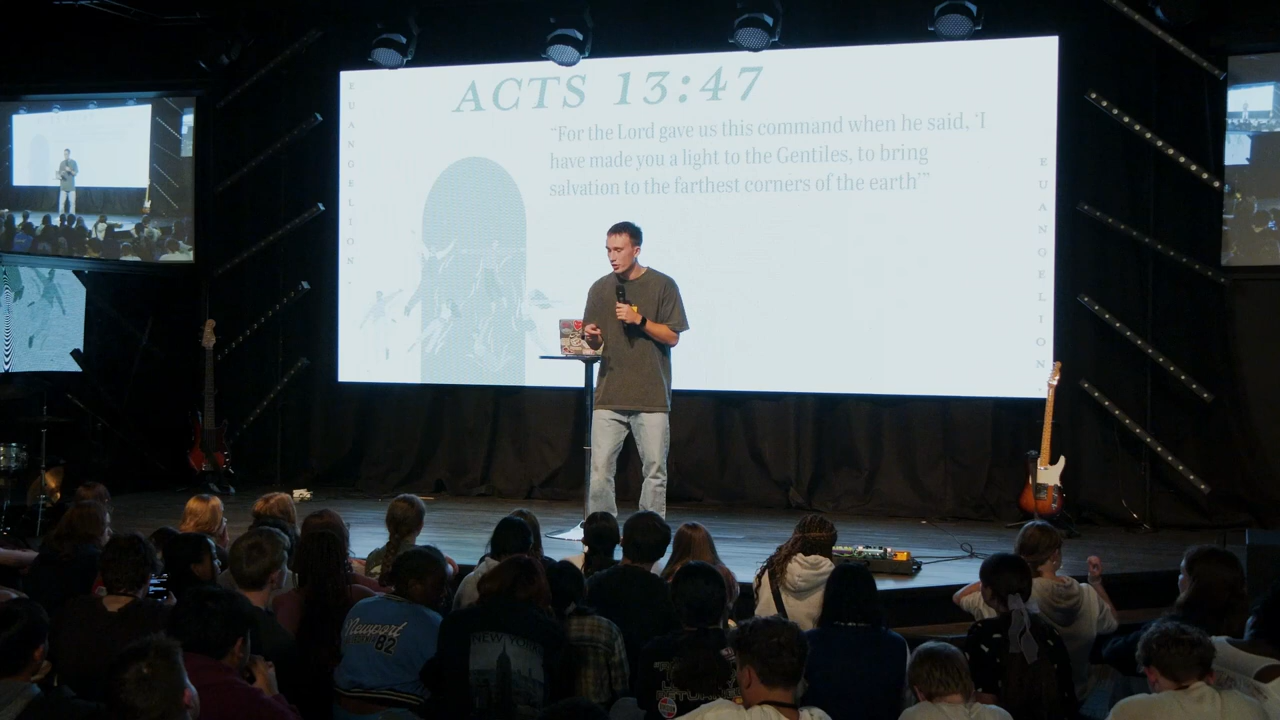 ACTS 13:47
"For the Lord gave us this command when he said, 'I
have made you a light to the Gentiles, to bring
salvation to the farthest corners of the earth'"
EUANGELION
EUANGELION
Newport
82
NEW YORK